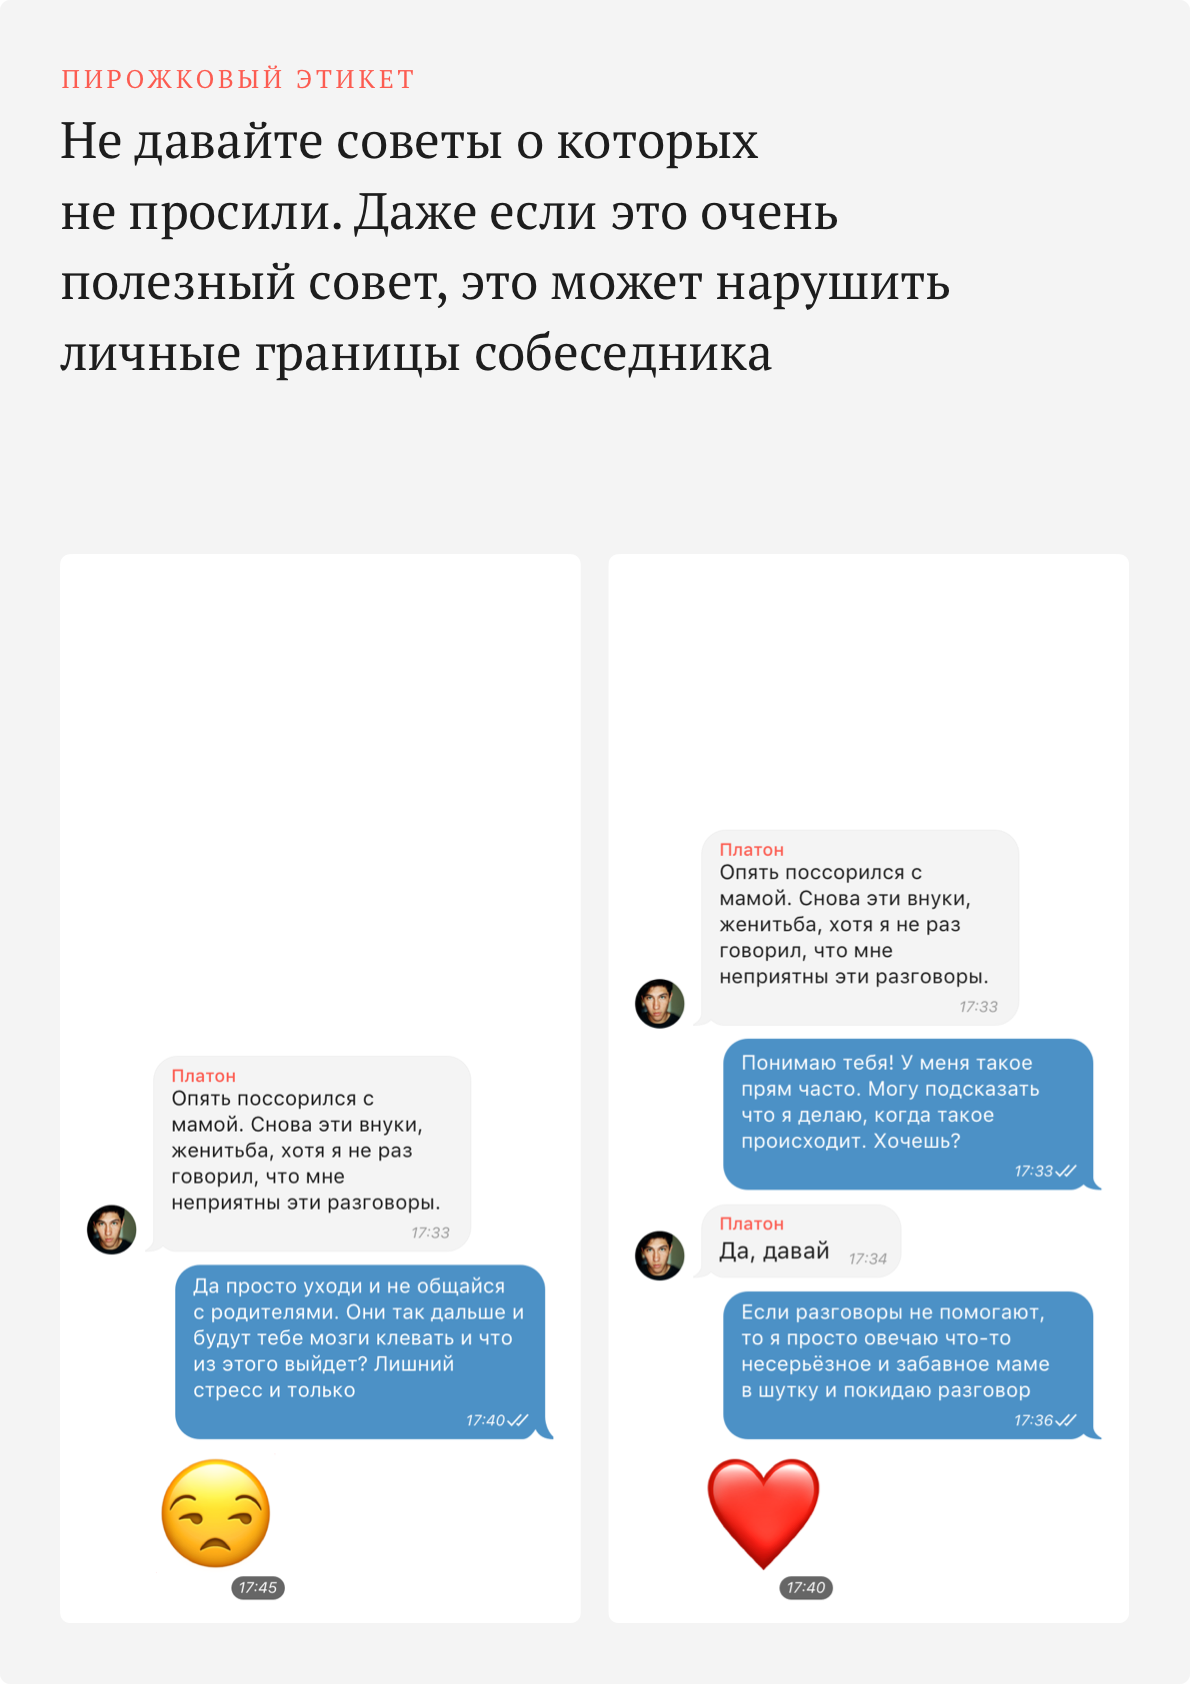 ПИРОЖКОВЫЙ ЭТИКЕТ
Не давайте советы о которых
не просили. Даже если это очень
полезный совет, это может нарушить
личные границы собеседника
Платон
Опять поссорился с
мамой. Снова эти внуки,
женитьба, хотя я не раз
говорил, что мне
неприятны эти разговоры.
17:33
Да просто уходи и не общайся
с родителями. Они так дальше и
будут тебе мозги клевать и что
из этого выйдет? Лишний
стресс и только
17:40
17:45
Платон
Опять поссорился с
мамой. Снова эти внуки,
женитьба, хотя я не раз
говорил, что мне
неприятны эти разговоры.
17:33
Понимаю тебя! У меня такое
прям часто. Могу подсказать
что я делаю, когда такое
происходит. Хочешь?
17:33
Платон
Да, давай 17:34
Если разговоры не помогают,
то я просто овечаю что-то
несерьёзное и забавное маме
в шутку и покидаю разговор
17:36
17:40